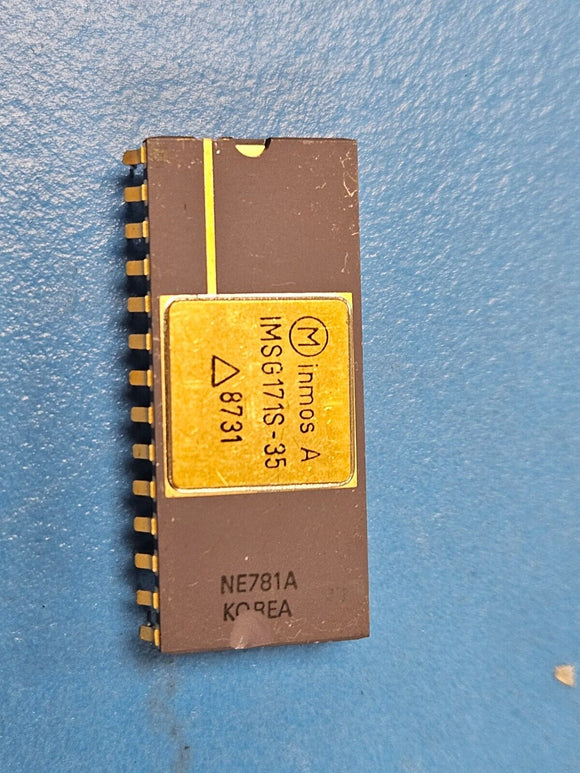 Ⓜ inmos A
IMSG171S-35
△8731
NE781A
KOREA